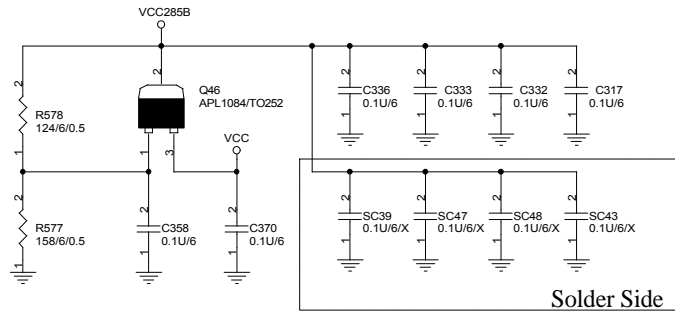 VCC285B
2
2
R578
124/6/0.5
1
Q46
APL1084/TO252
1
3
VCC
2
R577
158/6/0.5
1
2
C358
0.1U/6
1
2
C370
0.1U/6
1
2
C336
0.1U/6
1
2
C333
0.1U/6
1
2
C332
0.1U/6
1
2
C317
0.1U/6
1
2
SC39
0.1U/6/X
1
2
SC47
0.1U/6/X
1
2
SC48
0.1U/6/X
1
2
SC43
0.1U/6/X
1
Solder Side